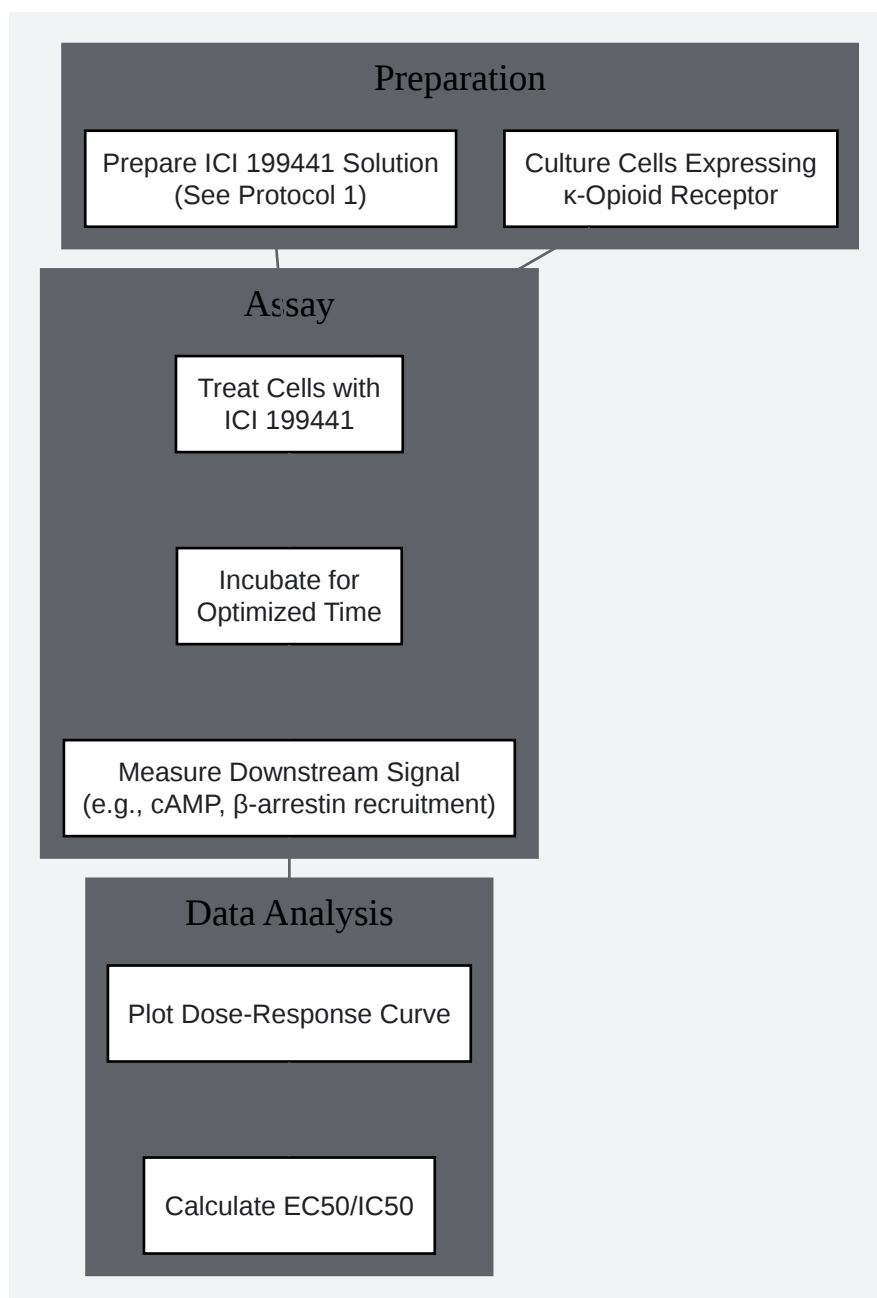 Preparation
Prepare ICI 199441 Solution
(See Protocol 1)
Culture Cells Expressing
κ-Opioid Receptor
Assay
Treat Cells with
ICI 199441
Incubate for
Optimized Time
Measure Downstream Signal
(e.g., cAMP, β-arrestin recruitment)
Data Analysis
Plot Dose-Response Curve
Calculate EC50/IC50